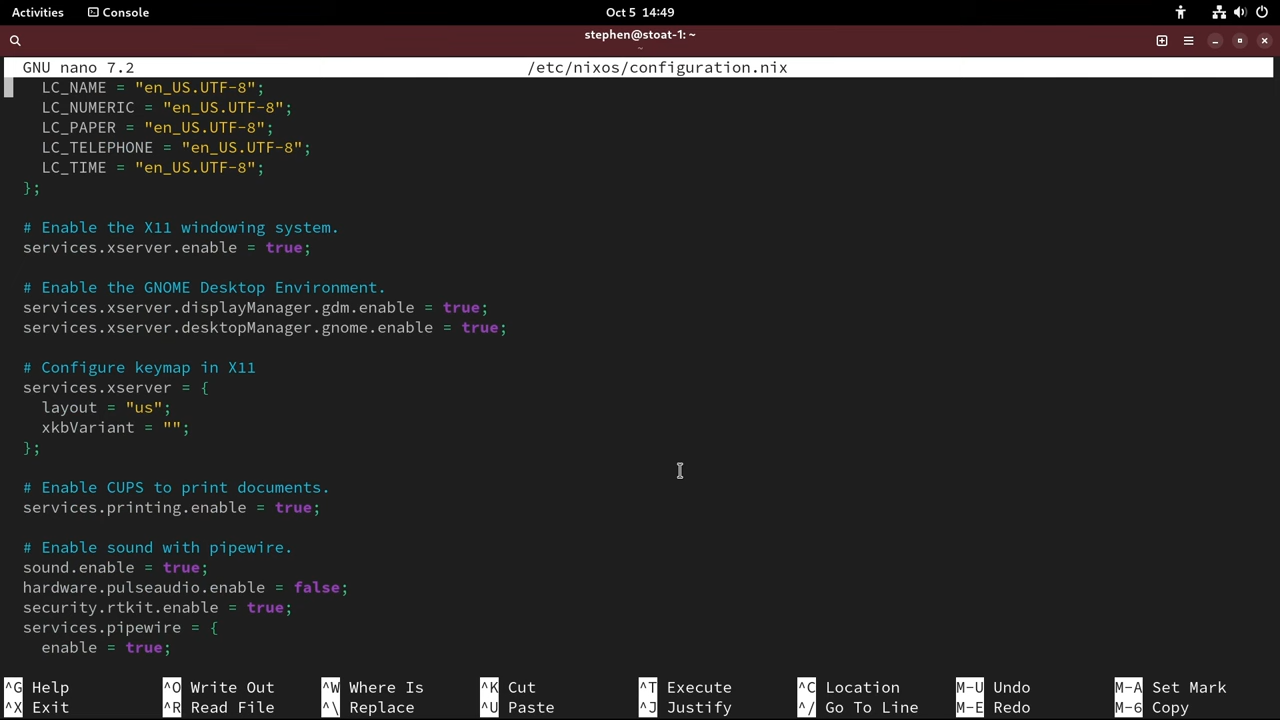 Activities Console Oct 5 14:49
stephen@stoat-1: ~
~
GNU nano 7.2 /etc/nixos/configuration.nix
LC_NAME = "en_US.UTF-8";
LC_NUMERIC = "en_US.UTF-8";
LC_PAPER = "en_US.UTF-8";
LC_TELEPHONE = "en_US.UTF-8";
LC_TIME = "en_US.UTF-8";
};
# Enable the X11 windowing system.
services.xserver.enable = true;
# Enable the GNOME Desktop Environment.
services.xserver.displayManager.gdm.enable = true;
services.xserver.desktopManager.gnome.enable = true;
# Configure keymap in X11
services.xserver = {
layout = "us";
xkbVariant = "";
};
# Enable CUPS to print documents.
services.printing.enable = true;
# Enable sound with pipewire.
sound.enable = true;
hardware.pulseaudio.enable = false;
security.rtkit.enable = true;
services.pipewire = {
enable = true;
^G Help ^O Write Out ^W Where Is ^K Cut ^T Execute ^C Location M-U Undo M-A Set Mark
^X Exit ^R Read File ^\ Replace ^U Paste ^J Justify ^/ Go To Line M-E Redo M-6 Copy